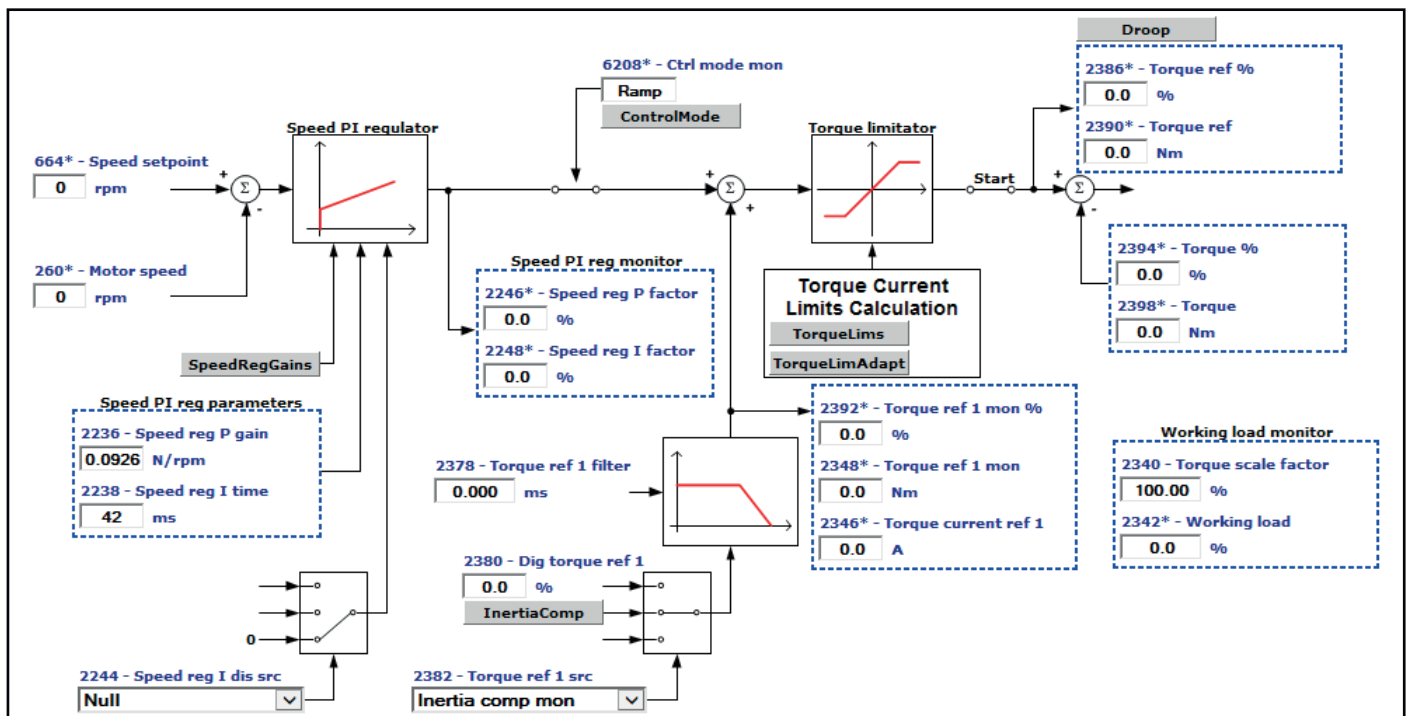 Droop
6208* - Ctrl mode mon
Ramp
ControlMode
2386* - Torque ref %
0.0 %
2390* - Torque ref
0.0 Nm
Speed PI regulator
Torque limitator
664* - Speed setpoint
0 rpm
+
Σ
-
+
Σ
+
Start
+
Σ
-
260* - Motor speed
0 rpm
Speed PI reg monitor
2246* - Speed reg P factor
0.0 %
2248* - Speed reg I factor
0.0 %
Torque Current
Limits Calculation
TorqueLims
TorqueLimAdapt
2394* - Torque %
0.0 %
2398* - Torque
0.0 Nm
SpeedRegGains
Speed PI reg parameters
2236 - Speed reg P gain
0.0926 N/rpm
2238 - Speed reg I time
42 ms
2378 - Torque ref 1 filter
0.000 ms
2392* - Torque ref 1 mon %
0.0 %
2348* - Torque ref 1 mon
0.0 Nm
2346* - Torque current ref 1
0.0 A
Working load monitor
2340 - Torque scale factor
100.00 %
2342* - Working load
0.0 %
2380 - Dig torque ref 1
0.0 %
InertiaComp
0
2244 - Speed reg I dis src
Null
2382 - Torque ref 1 src
Inertia comp mon